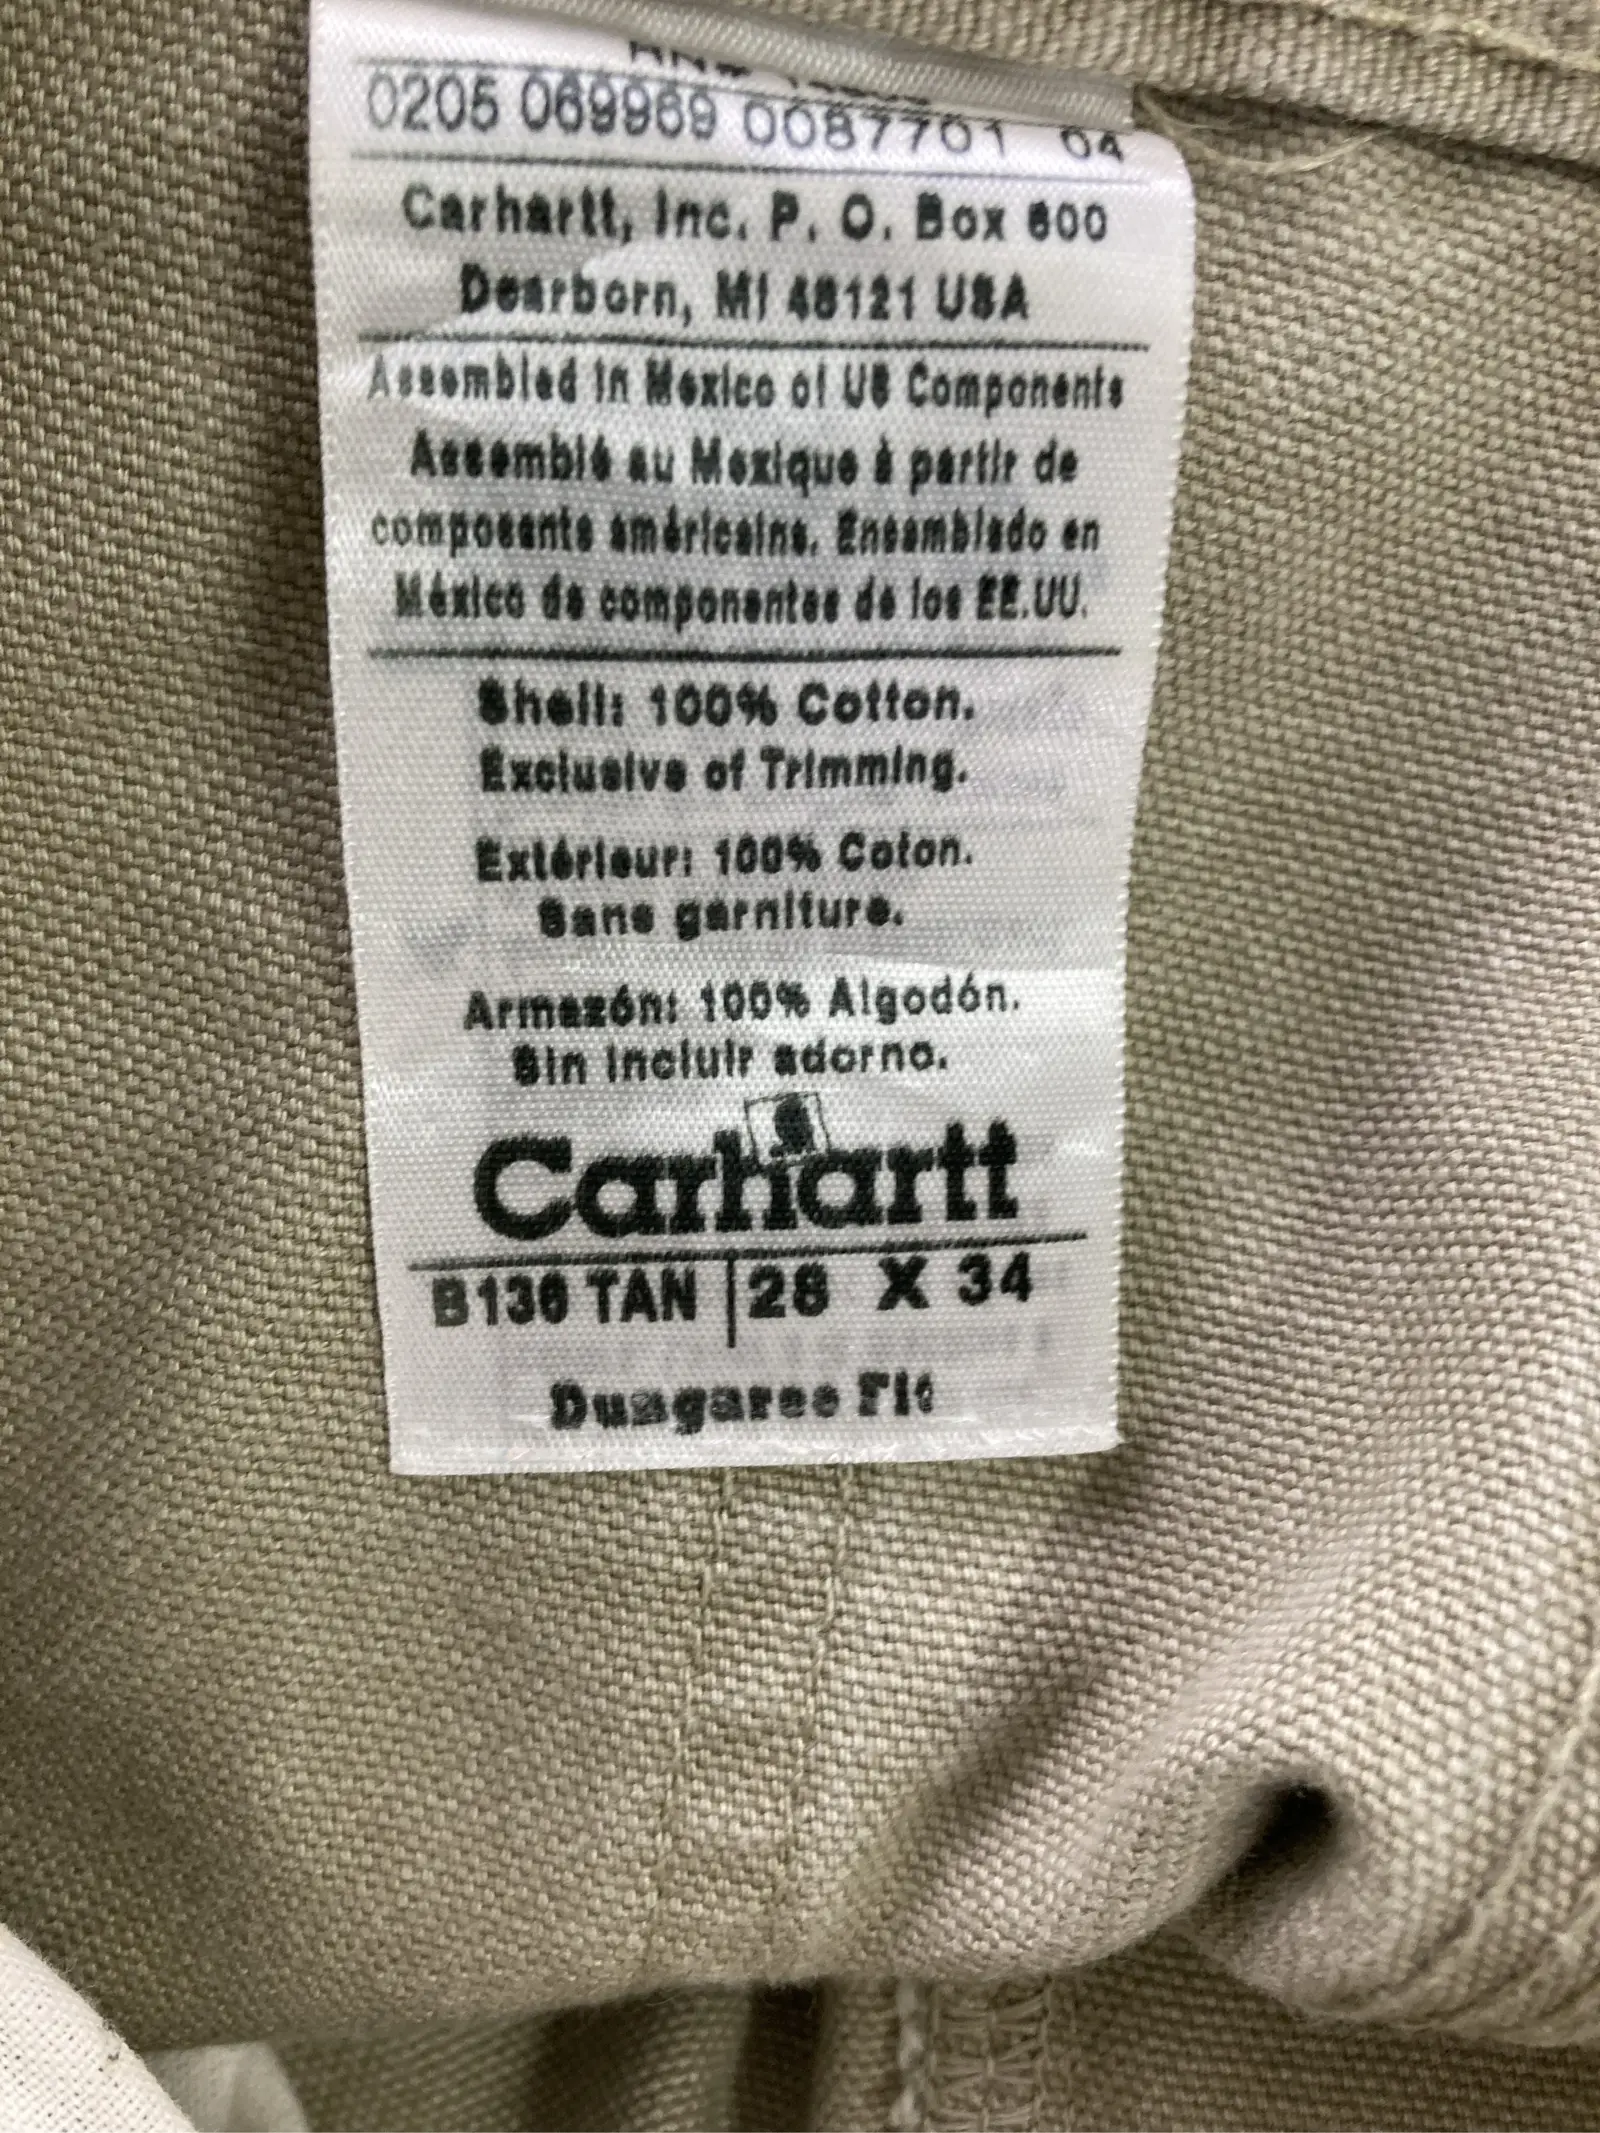 0205 069969 0087701 04
Carhartt, Inc. P. O. Box 600
Dearborn, MI 48121 USA
Assembled in Mexico of US Components
Assemblé au Mexique à partir de
composants américains. Ensamblado en
México de componentes de los EE.UU.
Shell: 100% Cotton.
Exclusive of Trimming.
Extérieur: 100% Coton.
Sans garniture.
Armazón: 100% Algodón.
Sin incluir adorno.
Carhartt
B136 TAN 28 X 34
Dungaree Fit